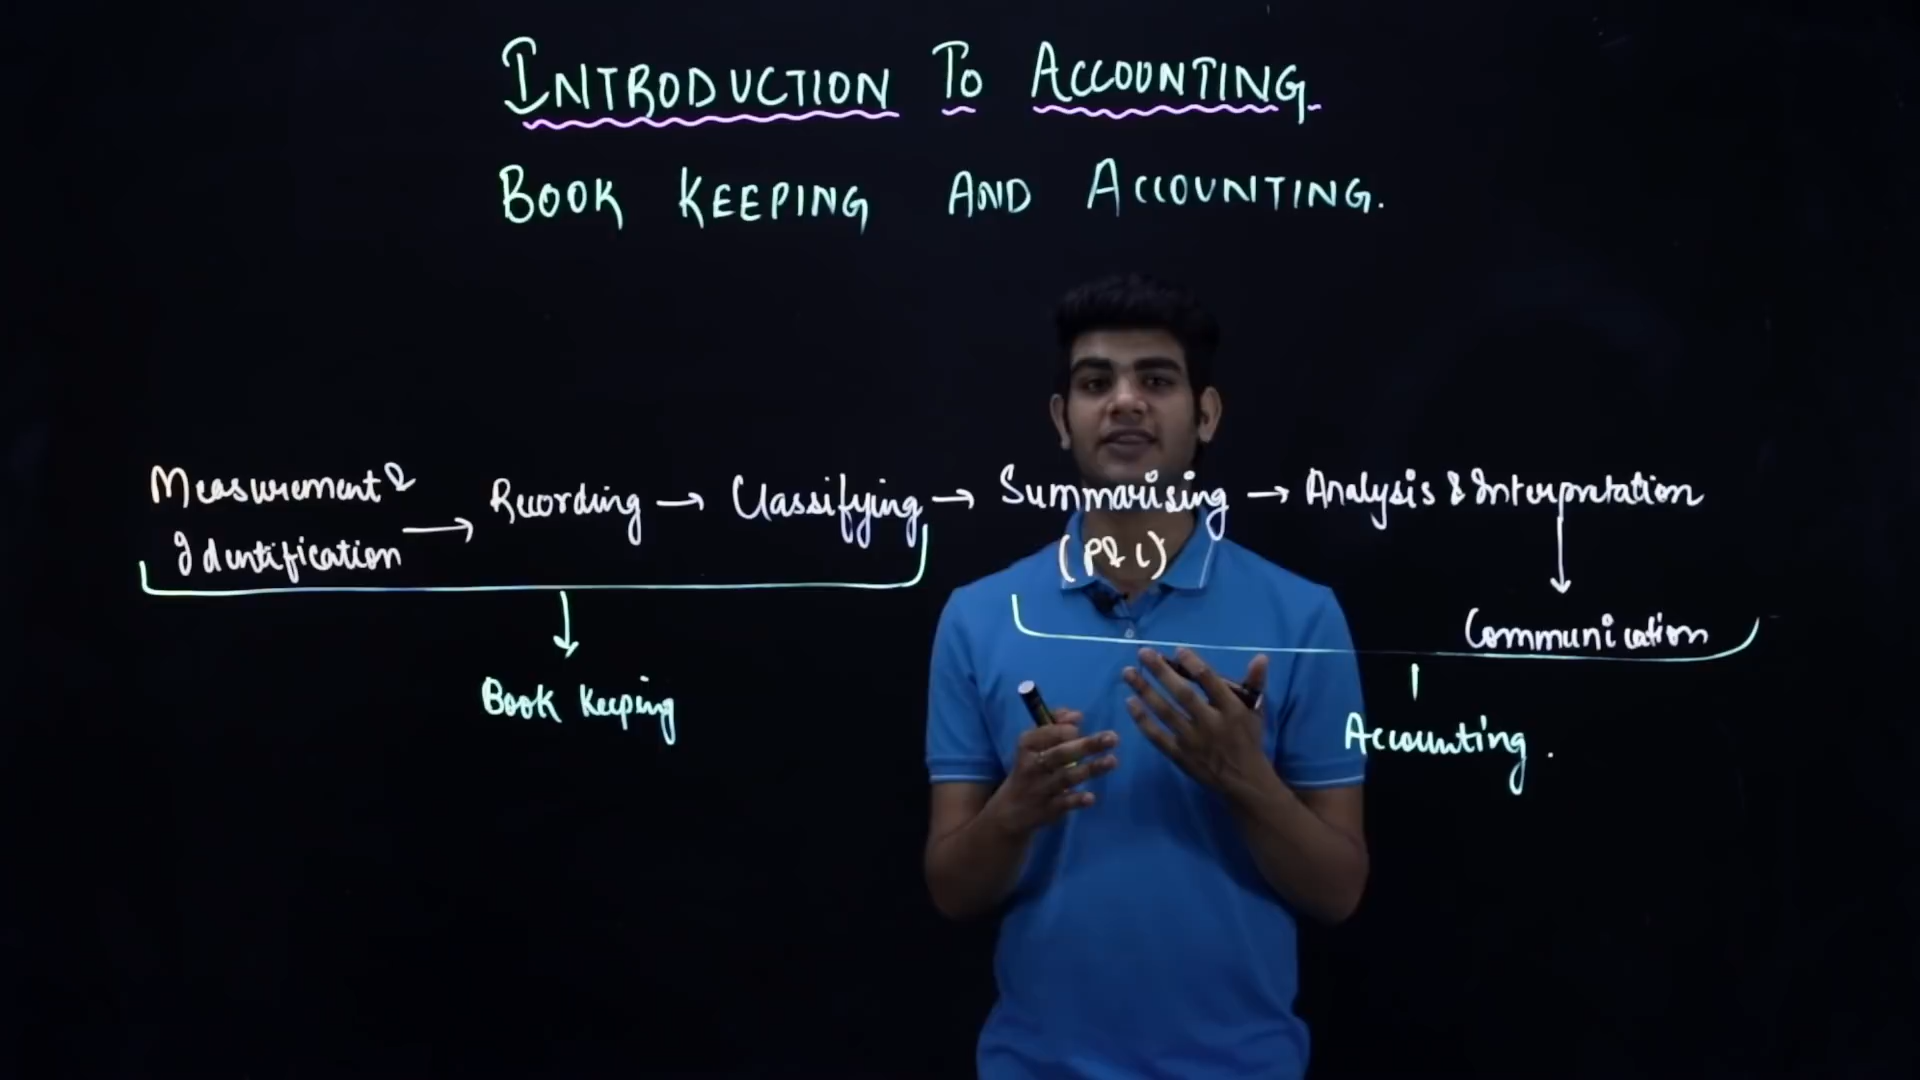 INTRODUCTION TO ACCOUNTING.
BOOK KEEPING AND ACCOUNTING.
Measurement & Identification → Recording → Classifying → Summarising (P&L) → Analysis & Interpretation
↓
Communication
Book Keeping
Accounting.